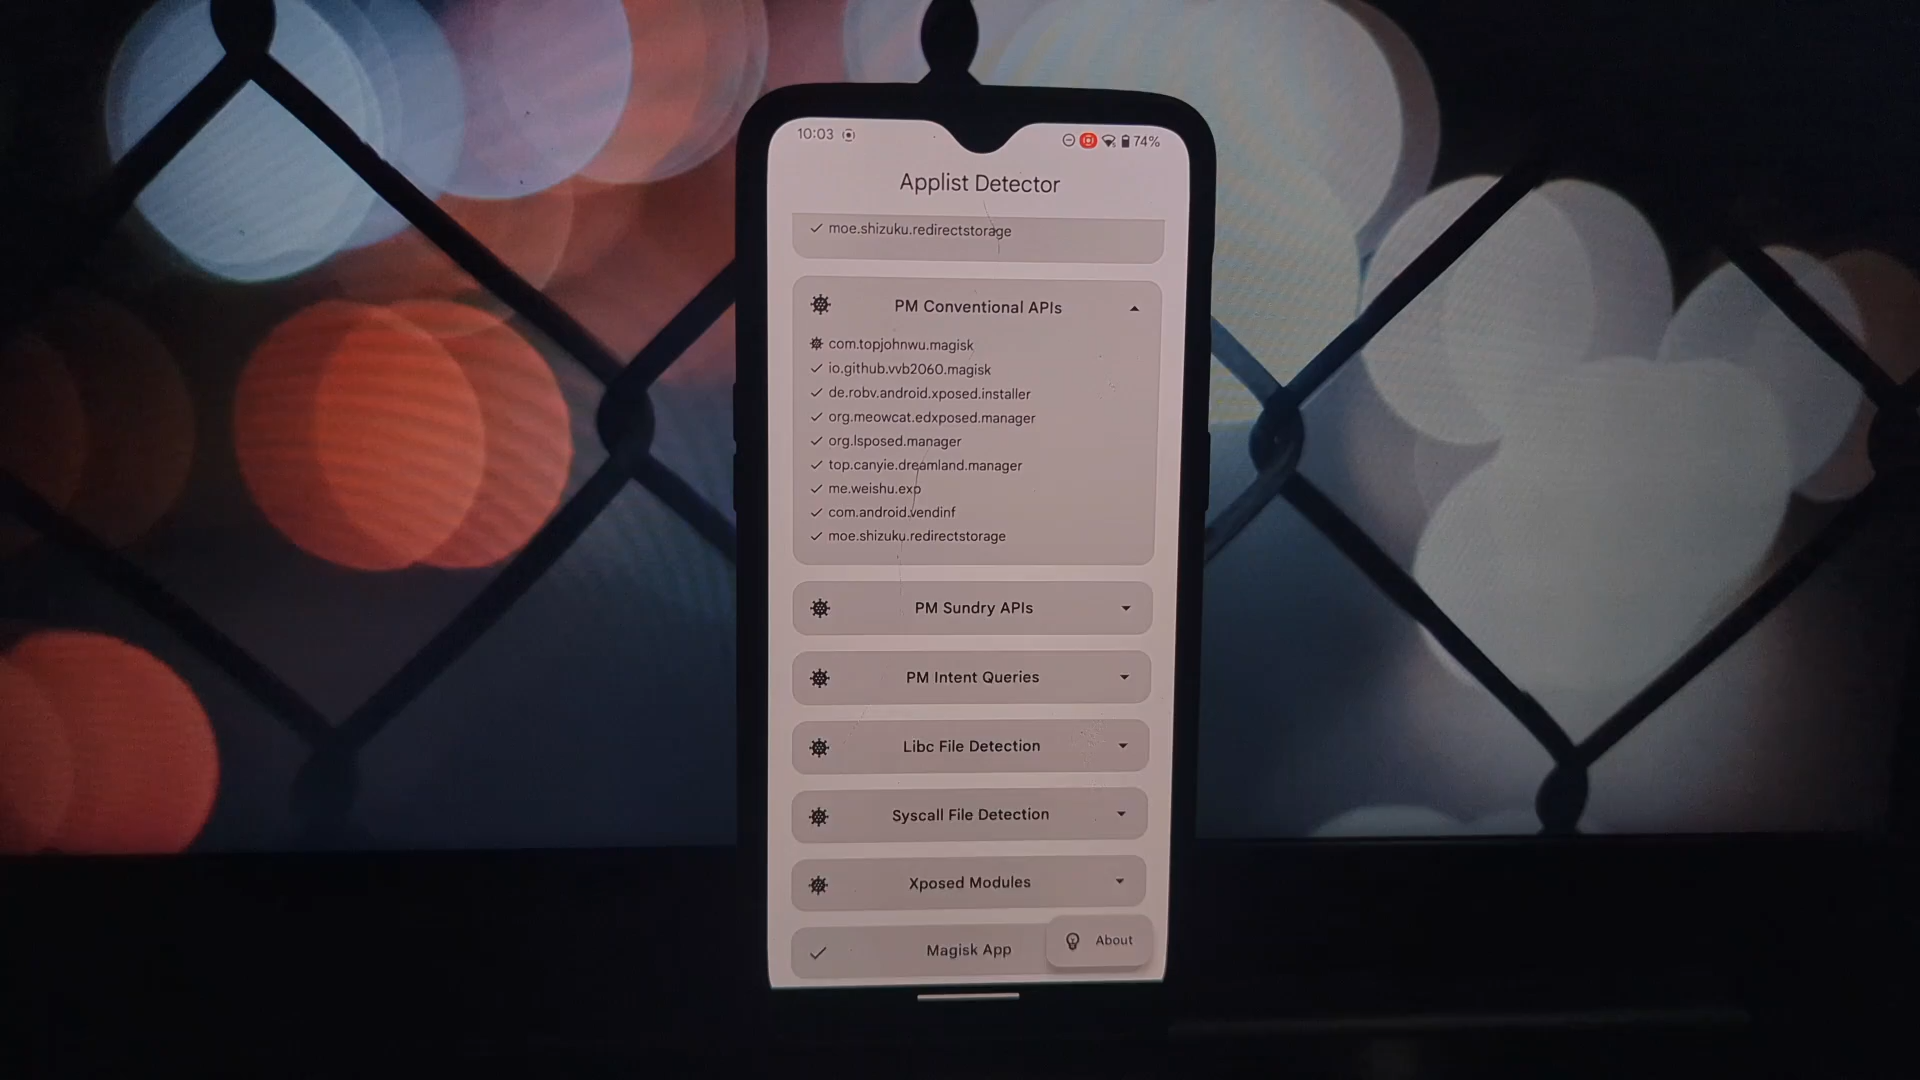 10:03
74%
Applist Detector
moe.shizuku.redirectstorage
PM Conventional APIs
com.topjohnwu.magisk
io.github.vvb2060.magisk
de.robv.android.xposed.installer
org.meowcat.edxposed.manager
org.lsposed.manager
top.canyie.dreamland.manager
me.weishu.exp
com.android.vendinf
moe.shizuku.redirectstorage
PM Sundry APIs
PM Intent Queries
Libc File Detection
Syscall File Detection
Xposed Modules
Magisk App
About